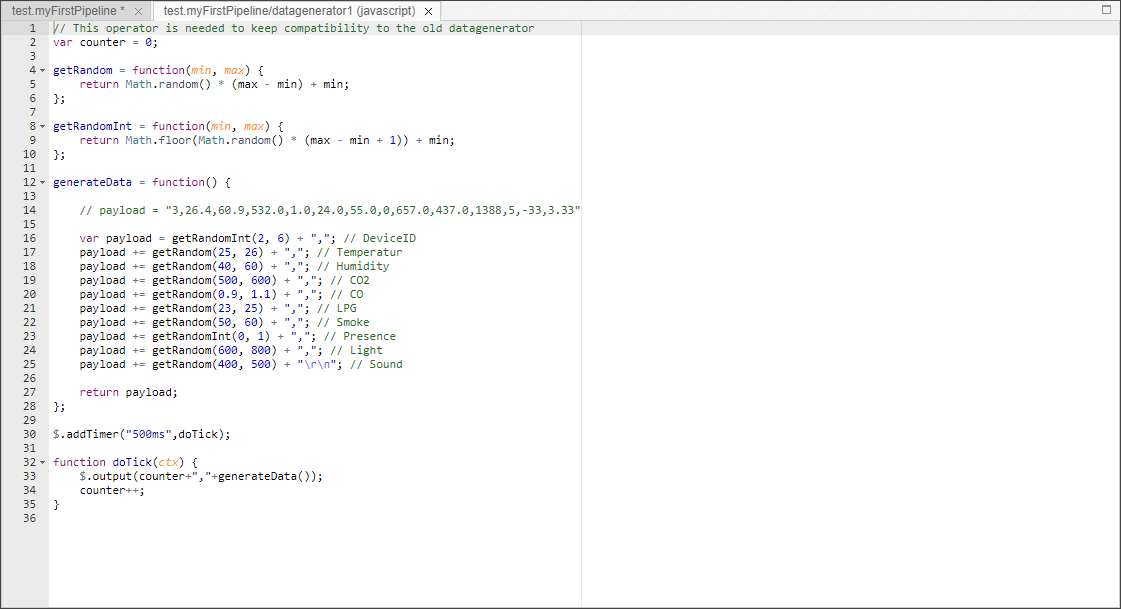 test.myFirstPipeline * × test.myFirstPipeline/datagenerator1 (javascript) ×
1 // This operator is needed to keep compatibility to the old datagenerator
2 var counter = 0;
3
4 getRandom = function(min, max) {
5     return Math.random() * (max - min) + min;
6 };
7
8 getRandomInt = function(min, max) {
9     return Math.floor(Math.random() * (max - min + 1)) + min;
10 };
11
12 generateData = function() {
13
14     // payload = "3,26.4,60.9,532.0,1.0,24.0,55.0,0,657.0,437.0,1388,5,-33,3.33"
15
16     var payload = getRandomInt(2, 6) + ","; // DeviceID
17     payload += getRandom(25, 26) + ","; // Temperatur
18     payload += getRandom(40, 60) + ","; // Humidity
19     payload += getRandom(500, 600) + ","; // CO2
20     payload += getRandom(0.9, 1.1) + ","; // CO
21     payload += getRandom(23, 25) + ","; // LPG
22     payload += getRandom(50, 60) + ","; // Smoke
23     payload += getRandomInt(0, 1) + ","; // Presence
24     payload += getRandom(600, 800) + ","; // Light
25     payload += getRandom(400, 500) + "\r\n"; // Sound
26
27     return payload;
28 };
29
30 $.addTimer("500ms",doTick);
31
32 function doTick(ctx) {
33     $.output(counter+","+generateData());
34     counter++;
35 }
36